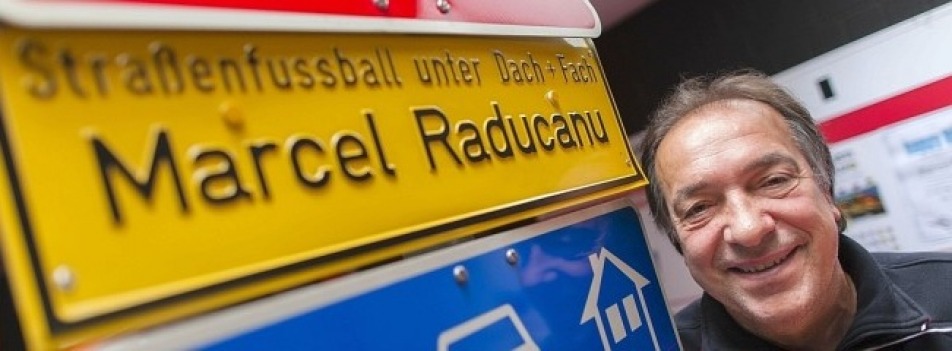 Straßenfussball unter Dach+Fach
Marcel Raducanu